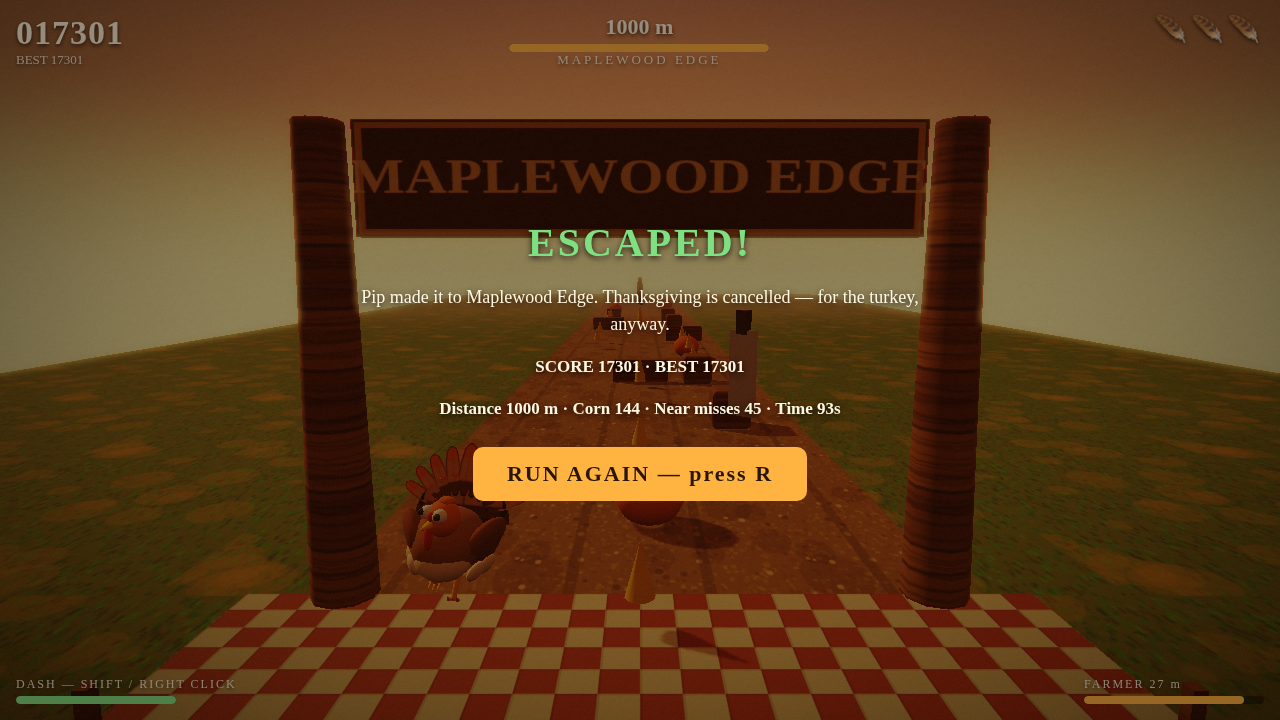 017301
BEST 17301
1000 m
MAPLEWOOD EDGE
MAPLEWOOD EDGE
ESCAPED!
Pip made it to Maplewood Edge. Thanksgiving is cancelled — for the turkey,
anyway.
SCORE 17301 · BEST 17301
Distance 1000 m · Corn 144 · Near misses 45 · Time 93s
RUN AGAIN — press R
DASH — SHIFT / RIGHT CLICK
FARMER 27 m